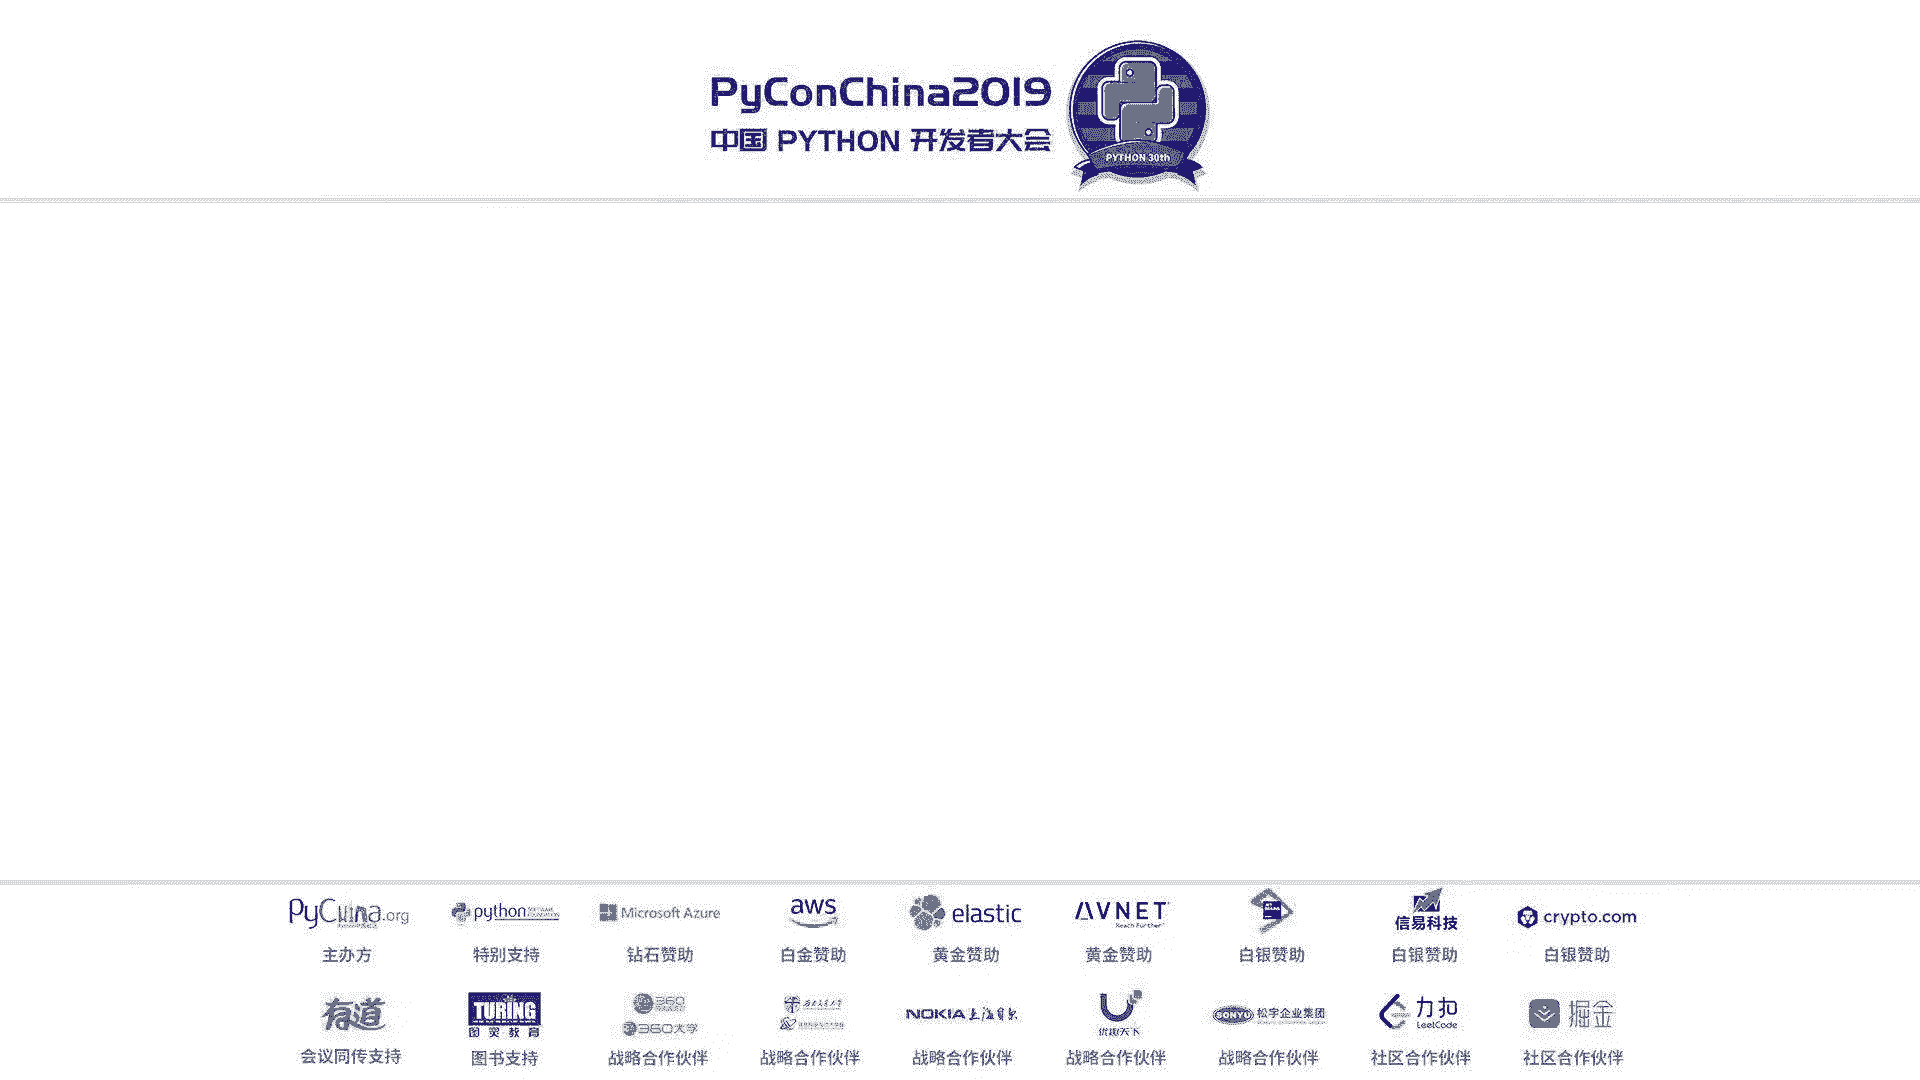 PyConChina2019
中国 PYTHON 开发者大会
PYTHON 30th
PyChina.org
python
Microsoft Azure
aws
elastic
AVNET
Reach Further
信易科技
crypto.com
主办方
特别支持
钻石赞助
白金赞助
黄金赞助
黄金赞助
白银赞助
白银赞助
白银赞助
有道
TURING
图灵教育
360
360大学
NOKIA 上海贝尔
优趣天下
SONYU 松宇企业集团
力扣
LeetCode
掘金
会议同传支持
图书支持
战略合作伙伴
战略合作伙伴
战略合作伙伴
战略合作伙伴
战略合作伙伴
社区合作伙伴
社区合作伙伴